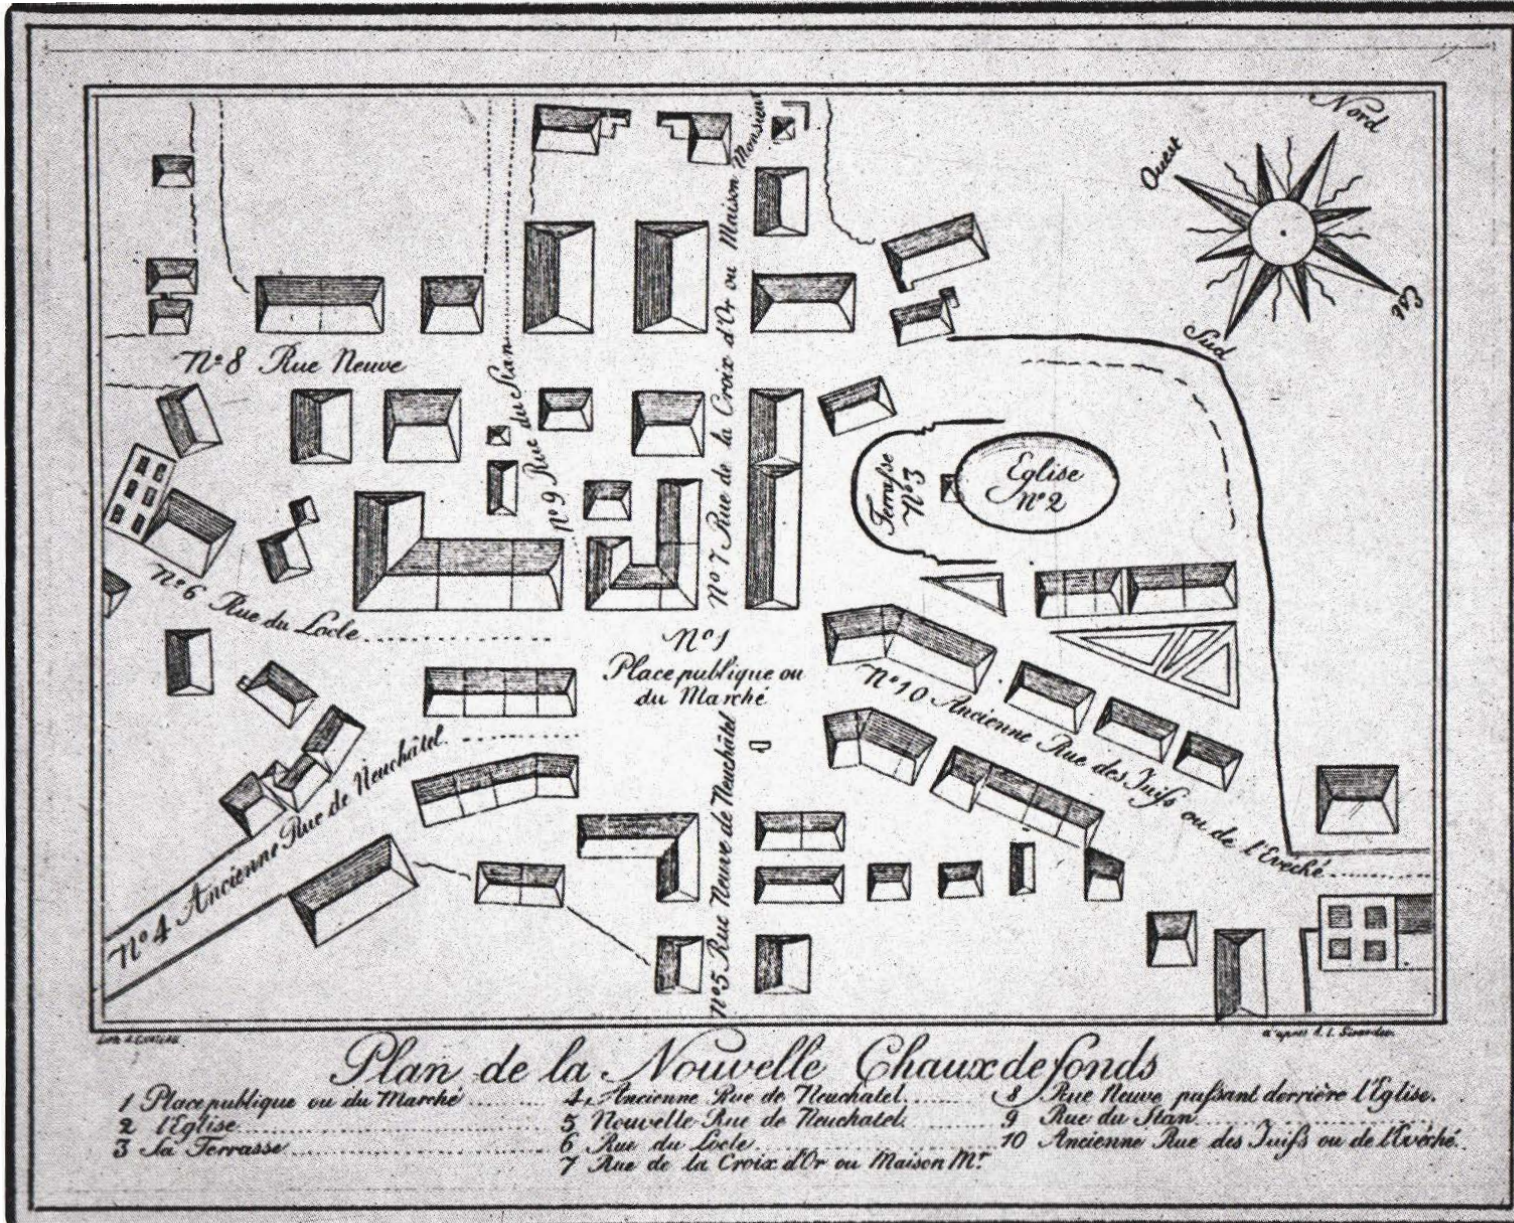 Nord
Ouest
Est
Sud
Nº 8 Rue Neuve
Nº 9 Rue du Stan
Nº 7 Rue de la Croix d'Or ou Maison Monsieur
Terraſse
Nº 3
Eglise
Nº 2
Nº 6 Rue du Locle
Nº 1
Place publique ou
du Marché
Nº 10 Ancienne Rue des Juifs ou de l'Evéché
Nº 4 Ancienne Rue de Neuchâtel
Nº 5 Rue Neuve de Neuchâtel
d'après
Plan de la Nouvelle Chaux de fonds
1 Place publique ou du Marché
2 l'Eglise
3 Sa Terrasse
4 Ancienne Rue de Neuchatel
5 Nouvelle Rue de Neuchatel
6 Rue du Locle
7 Rue de la Croix d'Or ou Maison Mr
8 Rue Neuve paſsant derrière l'Eglise.
9 Rue du Stan
10 Ancienne Rue des Juifs ou de l'Evéché.